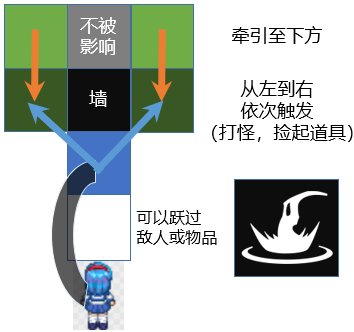 不被
影响
牵引至下方
墙
从左到右
依次触发
(打怪，捡起道具)
可以跃过
敌人或物品